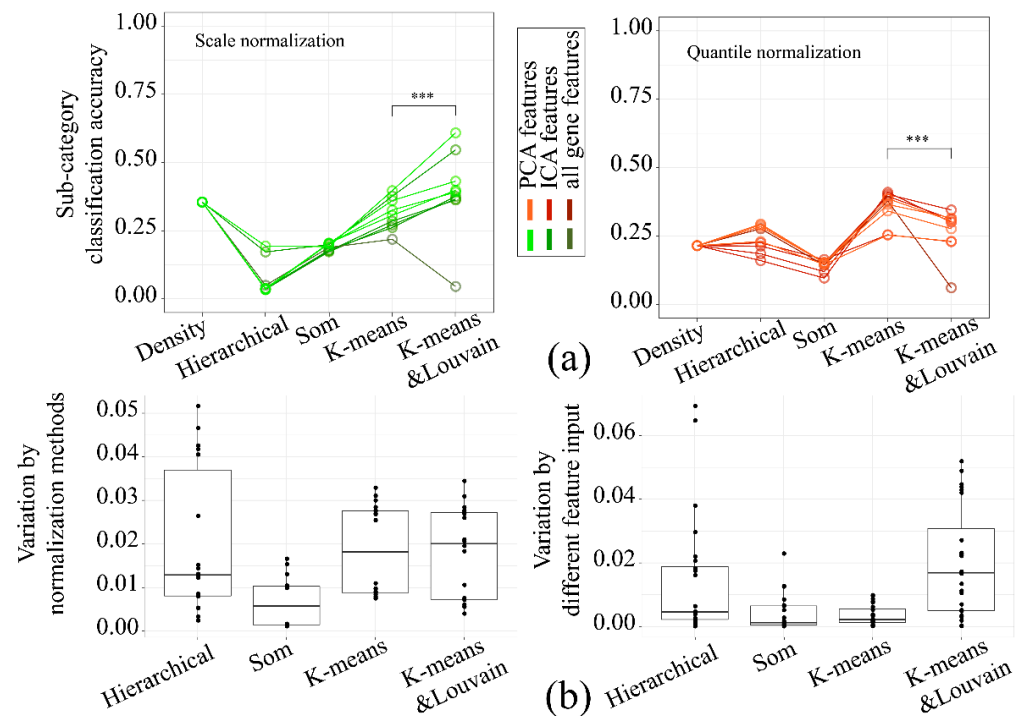 Sub-category
classification accuracy
1.00
0.75
0.50
0.25
0.00
Scale normalization
***
Density
Hierarchical
Som
K-means
K-means
&Louvain
PCA features
ICA features
all gene features
1.00
0.75
0.50
0.25
0.00
Quantile normalization
***
Density
Hierarchical
Som
K-means
K-means
&Louvain
(a)
Variation by
normalization methods
0.05
0.04
0.03
0.02
0.01
0.00
Hierarchical
Som
K-means
K-means
&Louvain
Variation by
different feature input
0.06
0.04
0.02
0.00
Hierarchical
Som
K-means
K-means
&Louvain
(b)